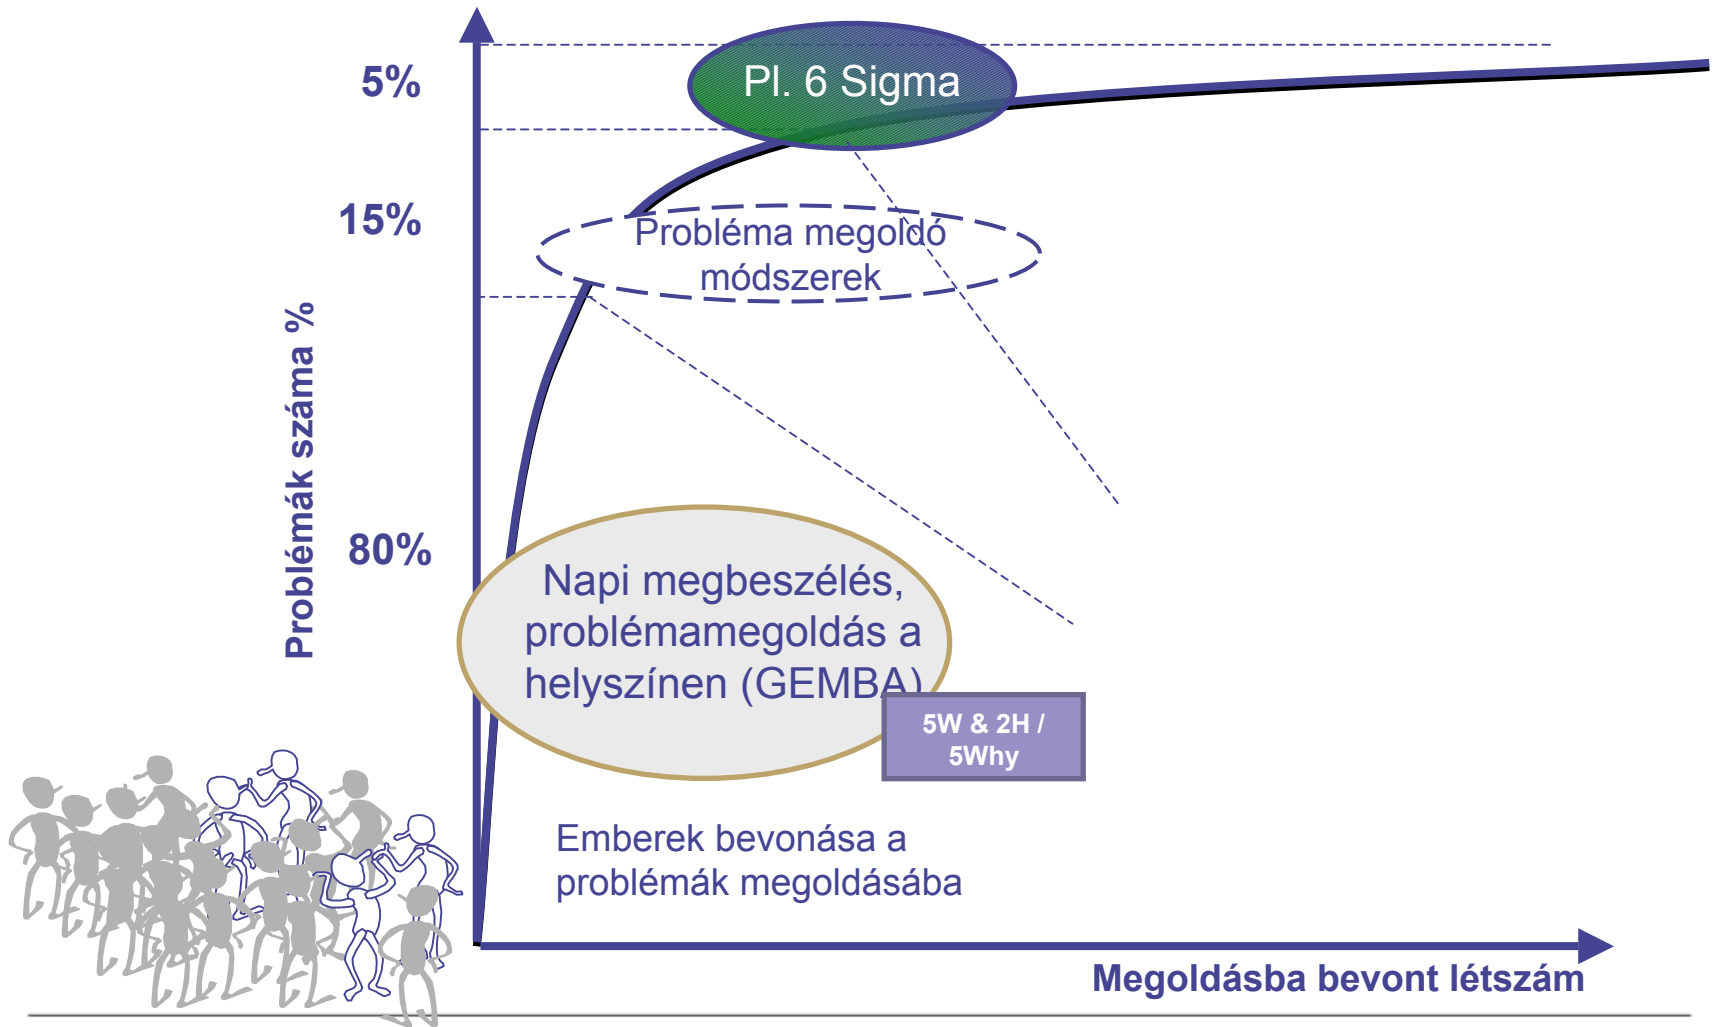 5%
Pl. 6 Sigma
15%
Probléma megoldó
módszerek
Problémák száma %
80%
Napi megbeszélés,
problémamegoldás a
helyszínen (GEMBA)
5W & 2H /
5Why
Emberek bevonása a
problémák megoldásába
Megoldásba bevont létszám